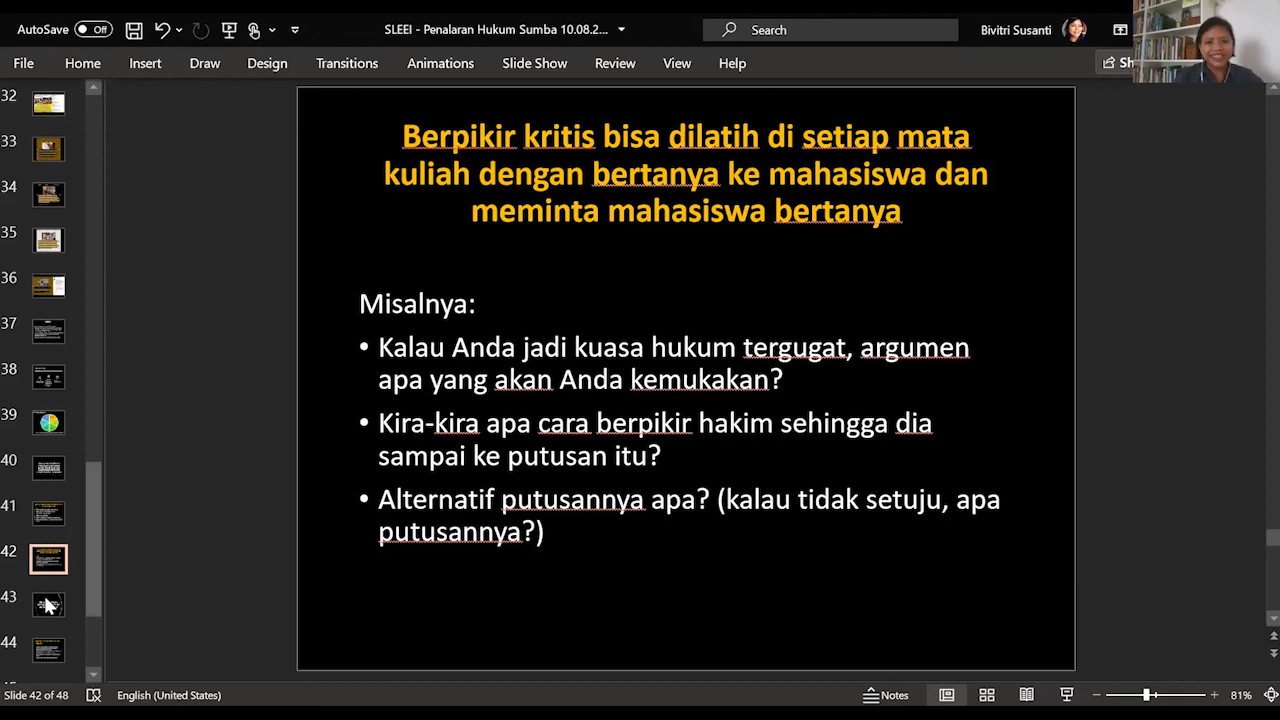 AutoSave Off SLEEI - Penalaran Hukum Sumba 10.08.2... Search Bivitri Susanti
File Home Insert Draw Design Transitions Animations Slide Show Review View Help Sh
32
33
34
35
36
37
38
39
40
41
42
43
44
Berpikir kritis bisa dilatih di setiap mata
kuliah dengan bertanya ke mahasiswa dan
meminta mahasiswa bertanya
Misalnya:
• Kalau Anda jadi kuasa hukum tergugat, argumen
apa yang akan Anda kemukakan?
• Kira-kira apa cara berpikir hakim sehingga dia
sampai ke putusan itu?
• Alternatif putusannya apa? (kalau tidak setuju, apa
putusannya?)
Slide 42 of 48 English (United States) Notes 81%